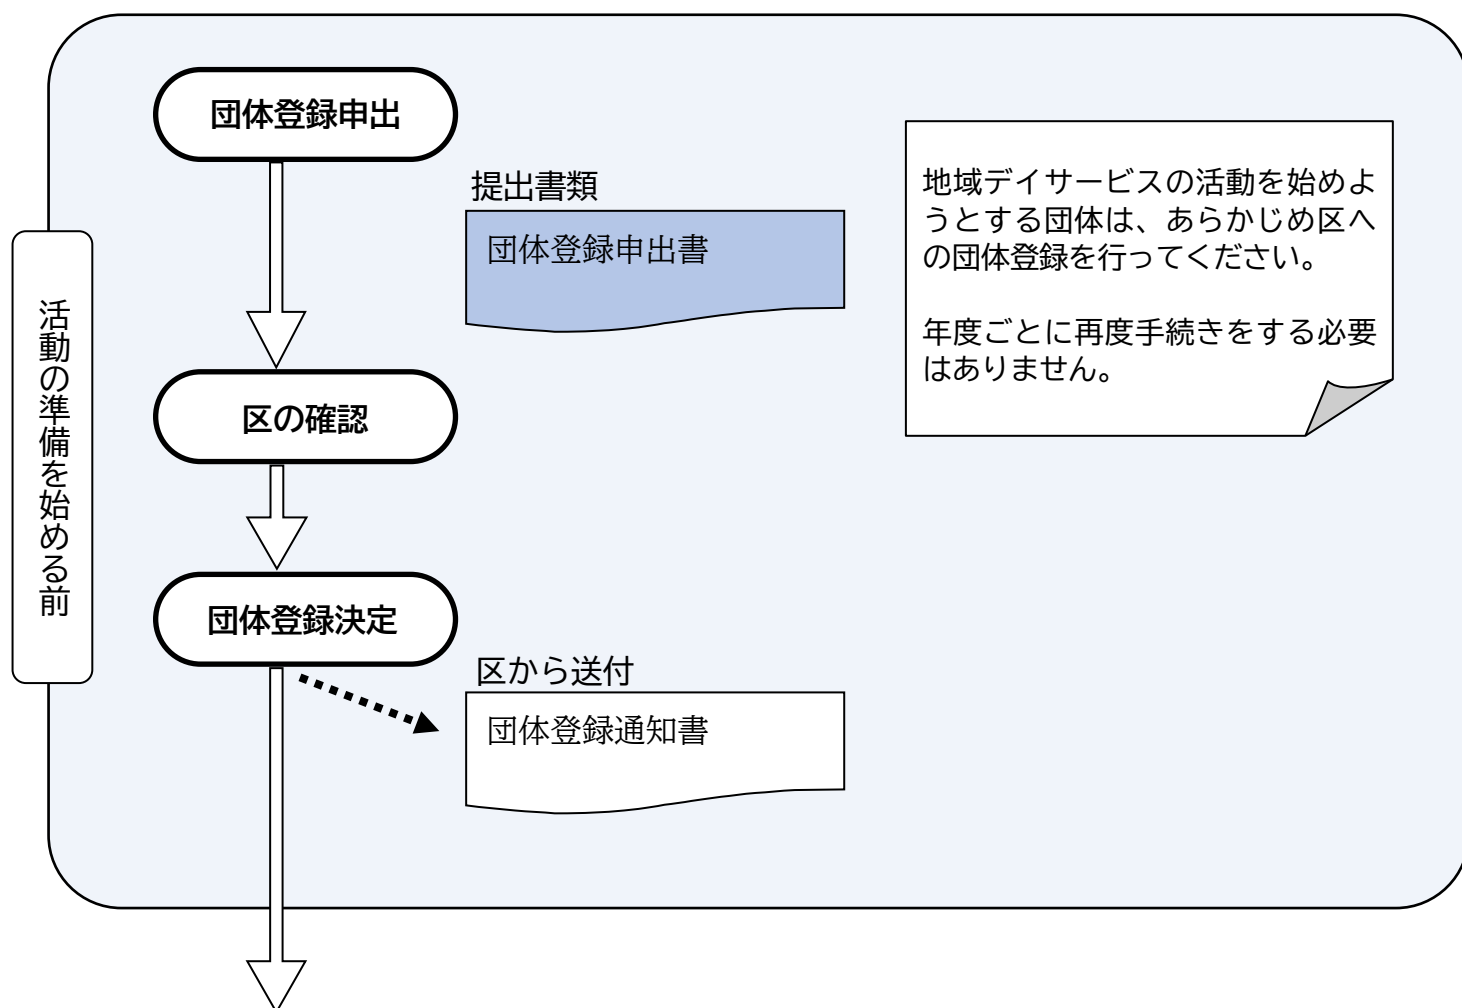 団体登録申出
提出書類
団体登録申出書
地域デイサービスの活動を始めよ
うとする団体は、あらかじめ区へ
の団体登録を行ってください。
年度ごとに再度手続きをする必要
はありません。
活動の準備を始める前
区の確認
団体登録決定
区から送付
団体登録通知書